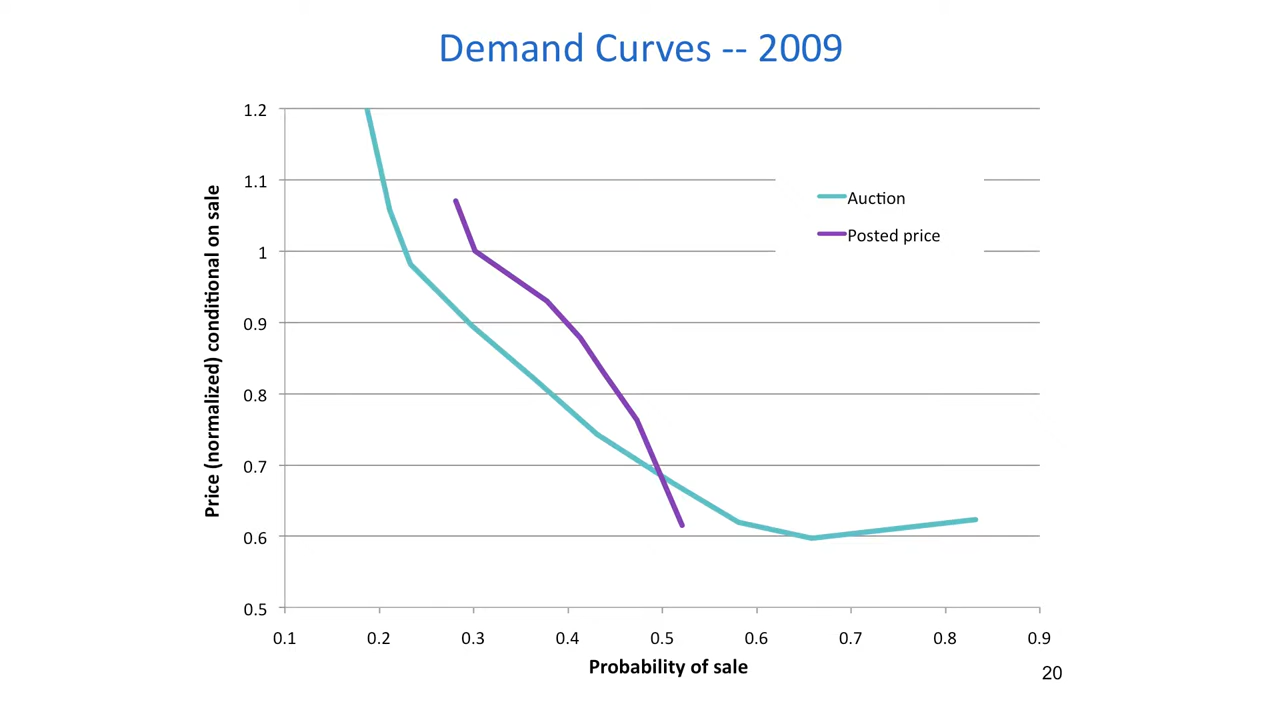 Demand Curves -- 2009
Price (normalized) conditional on sale
1.2
1.1
1
0.9
0.8
0.7
0.6
0.5
Auction
Posted price
0.1 0.2 0.3 0.4 0.5 0.6 0.7 0.8 0.9
Probability of sale
20